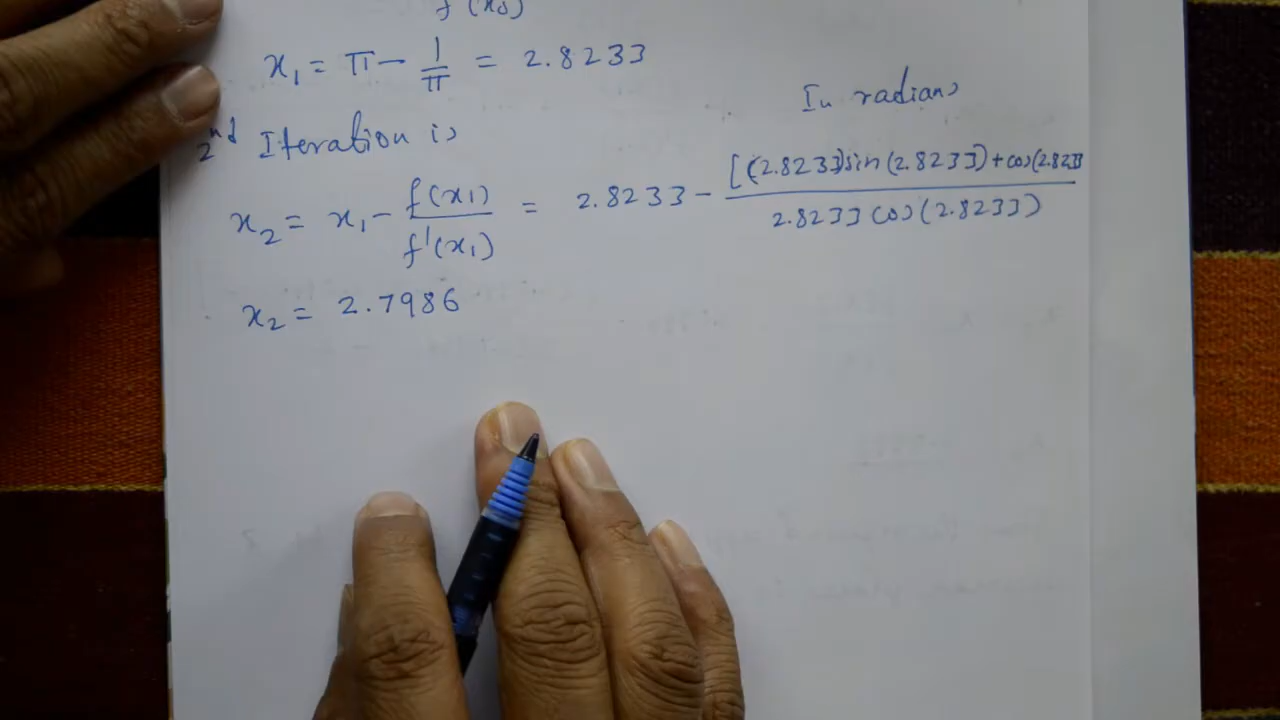 f'(x₀)
x₁ = π - 1/π = 2.8233
In radians
2nd Iteration is
x₂ = x₁ - f(x₁)/f'(x₁) = 2.8233 - [(2.8233)sin(2.8233)+cos(2.8233 / 2.8233 cos(2.8233)
x₂ = 2.7986